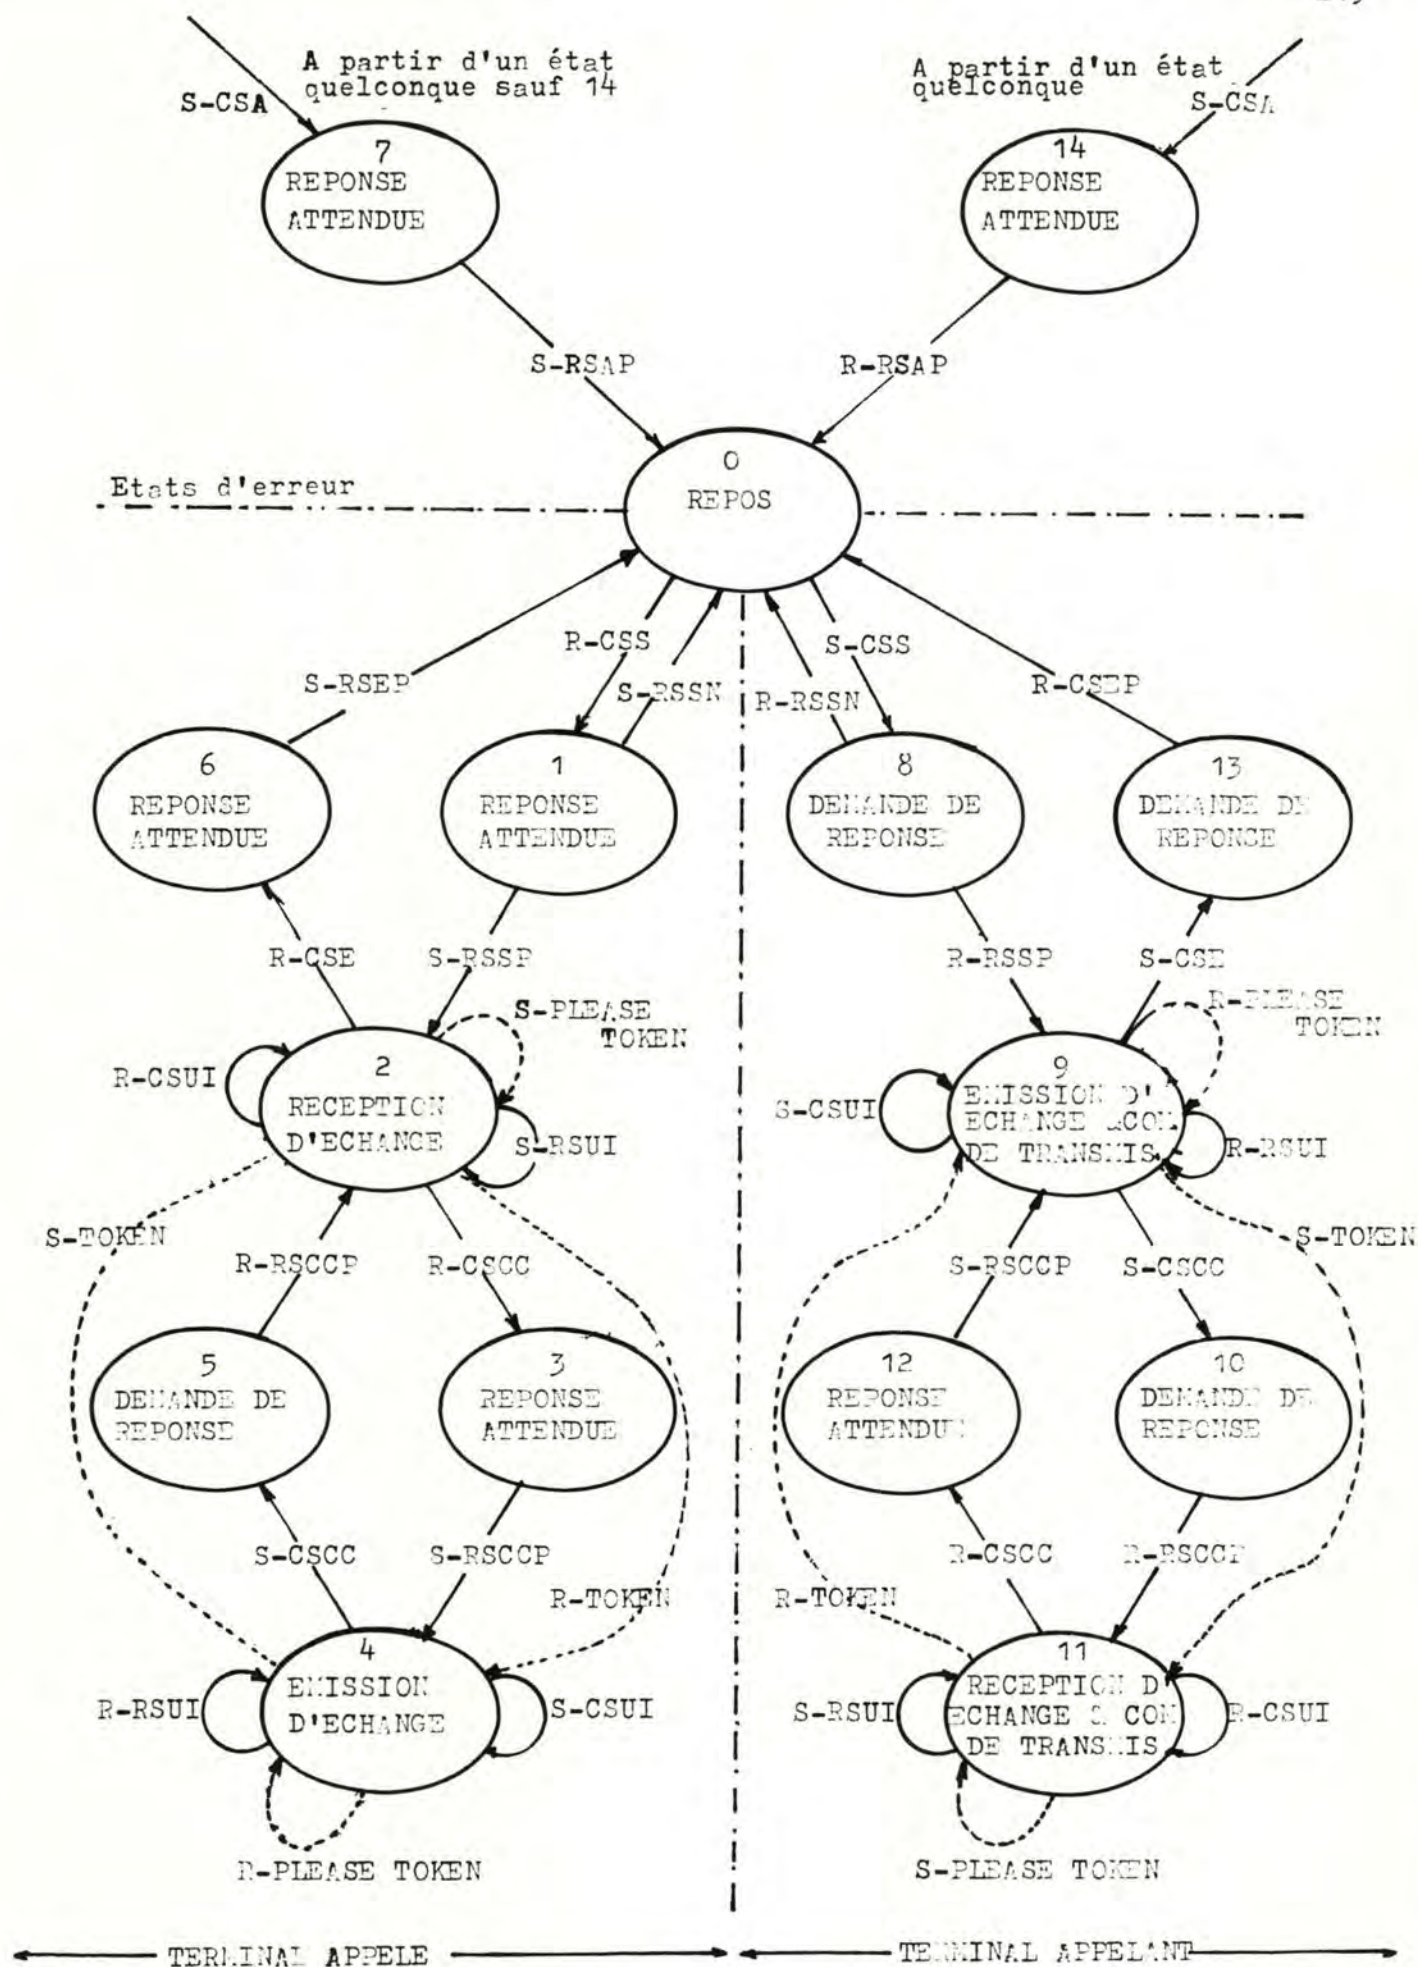 A partir d'un état
quelconque sauf 14
S-CSA
7
REPONSE
ATTENDUE
A partir d'un état
quelconque
S-CSA
14
REPONSE
ATTENDUE
S-RSAP
R-RSAP
0
REPOS
Etats d'erreur
R-CSS
S-CSS
S-RSEP
S-RSSN
R-RSSN
R-CSEP
6
REPONSE
ATTENDUE
1
REPONSE
ATTENDUE
8
DEMANDE DE
REPONSE
13
DEMANDE DE
REPONSE
R-CSE
S-RSSP
R-RSSP
S-CSE
S-PLEASE
TOKEN
R-PLEASE
TOKEN
R-CSUI
2
RECEPTION
D'ECHANGE
S-RSUI
S-CSUI
9
EMISSION D'
ECHANGE &COM
DE TRANSMIS.
R-RSUI
S-TOKEN
R-RSCCP
R-CSCC
S-RSCCP
S-CSCC
S-TOKEN
5
DEMANDE DE
REPONSE
3
REPONSE
ATTENDUE
12
REPONSE
ATTENDUE
10
DEMANDE DE
REPONSE
S-CSCC
S-RSCCP
R-CSCC
R-RSCCP
R-TOKEN
R-TOKEN
R-RSUI
4
EMISSION
D'ECHANGE
S-CSUI
S-RSUI
11
RECEPTION D'
ECHANGE & COM
DE TRANSMIS.
R-CSUI
R-PLEASE TOKEN
S-PLEASE TOKEN
TERMINAL APPELE
TERMINAL APPELANT